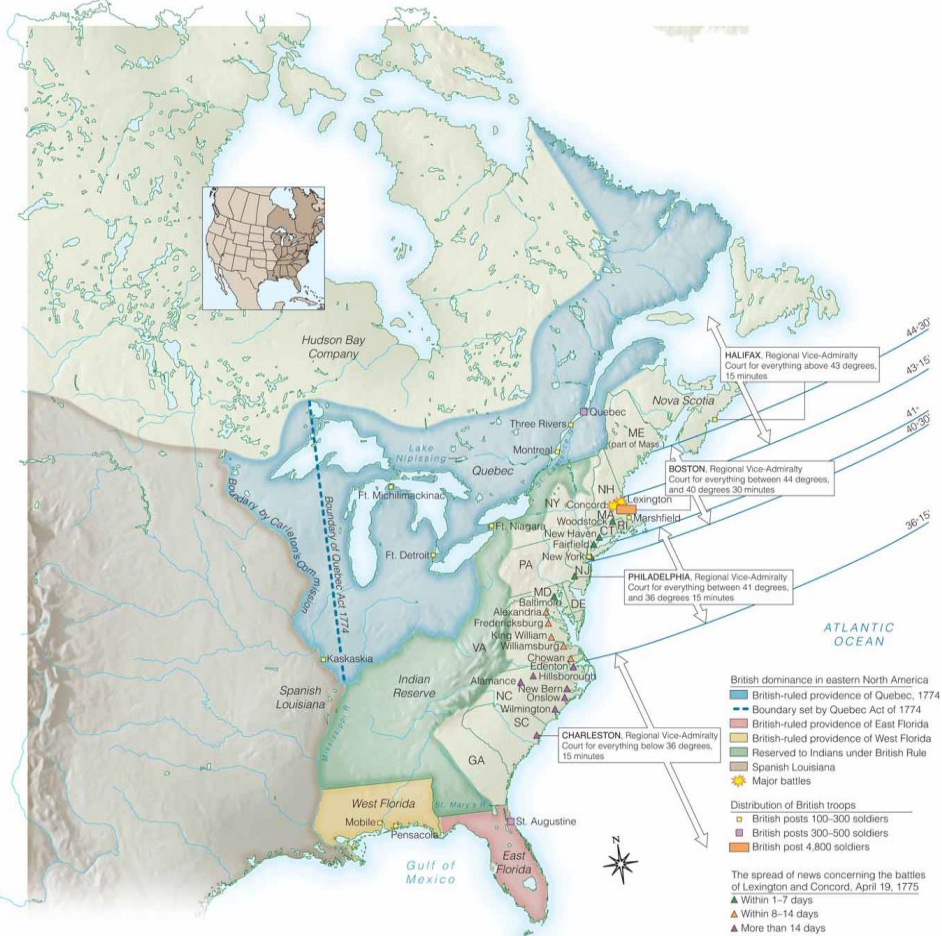 Hudson Bay
Company
44-30'
43-15'
41-
40-30'
36-15'
HALIFAX, Regional Vice-Admiralty
Court for everything above 43 degrees,
15 minutes
Nova Scotia
Quebec
Three Rivers
ME
(part of Mass.)
Montreal
Lake
Nipissing
Quebec
BOSTON, Regional Vice-Admiralty
Court for everything between 44 degrees,
and 40 degrees 30 minutes
Ft. Michilimackinac
NH
NY
Concord
Lexington
MA
Marshfield
Woodstock
CT
RI
Ft. Niagara
New Haven
Fairfield
New York
Ft. Detroit
PA
NJ
PHILADELPHIA, Regional Vice-Admiralty
Court for everything between 41 degrees,
and 36 degrees 15 minutes
Boundary by Carleton's Commission
Boundary of Quebec Act 1774
MD
Baltimore
DE
Alexandria
Fredericksburg
King William
Williamsburg
VA
Chowan
Edenton
ATLANTIC
OCEAN
Kaskaskia
Hillsborough
Alamance
New Bern
Onslow
NC
Wilmington
Indian
Reserve
Spanish
Louisiana
Mississippi R.
SC
CHARLESTON, Regional Vice-Admiralty
Court for everything below 36 degrees,
15 minutes
GA
West Florida
St. Mary's R.
Mobile
Pensacola
St. Augustine
East
Florida
Gulf of
Mexico
N
British dominance in eastern North America
British-ruled providence of Quebec, 1774
Boundary set by Quebec Act of 1774
British-ruled providence of East Florida
British-ruled providence of West Florida
Reserved to Indians under British Rule
Spanish Louisiana
Major battles
Distribution of British troops
British posts 100–300 soldiers
British posts 300–500 soldiers
British post 4,800 soldiers
The spread of news concerning the battles
of Lexington and Concord, April 19, 1775
Within 1–7 days
Within 8–14 days
More than 14 days